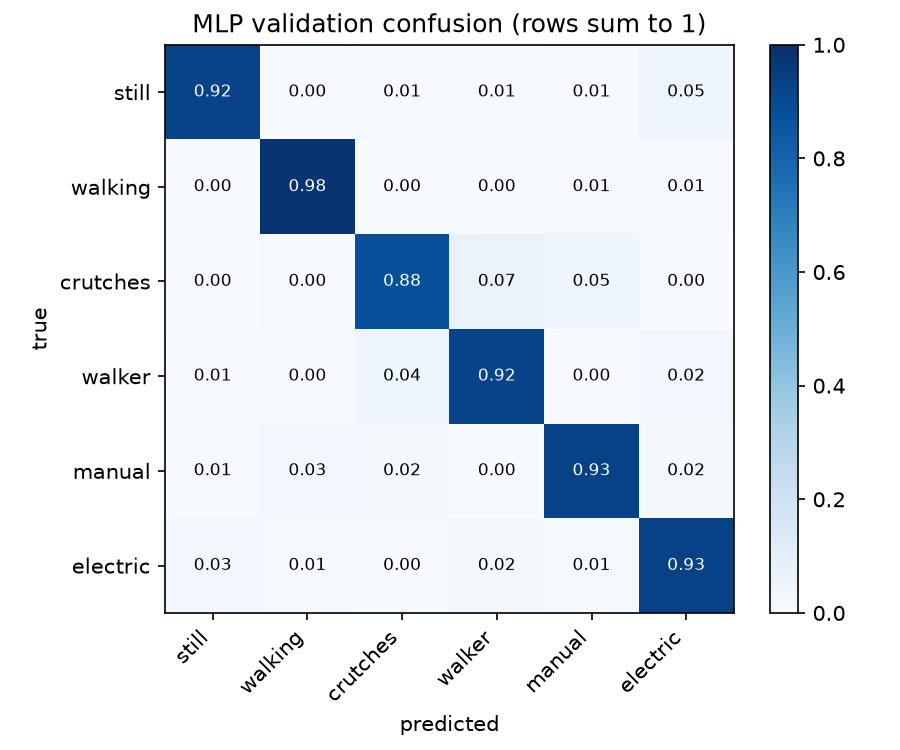 MLP validation confusion (rows sum to 1)
still 0.92 0.00 0.01 0.01 0.01 0.05
walking 0.00 0.98 0.00 0.00 0.01 0.01
crutches 0.00 0.00 0.88 0.07 0.05 0.00
walker 0.01 0.00 0.04 0.92 0.00 0.02
manual 0.01 0.03 0.02 0.00 0.93 0.02
electric 0.03 0.01 0.00 0.02 0.01 0.93
true
still walking crutches walker manual electric
predicted
1.0
0.8
0.6
0.4
0.2
0.0